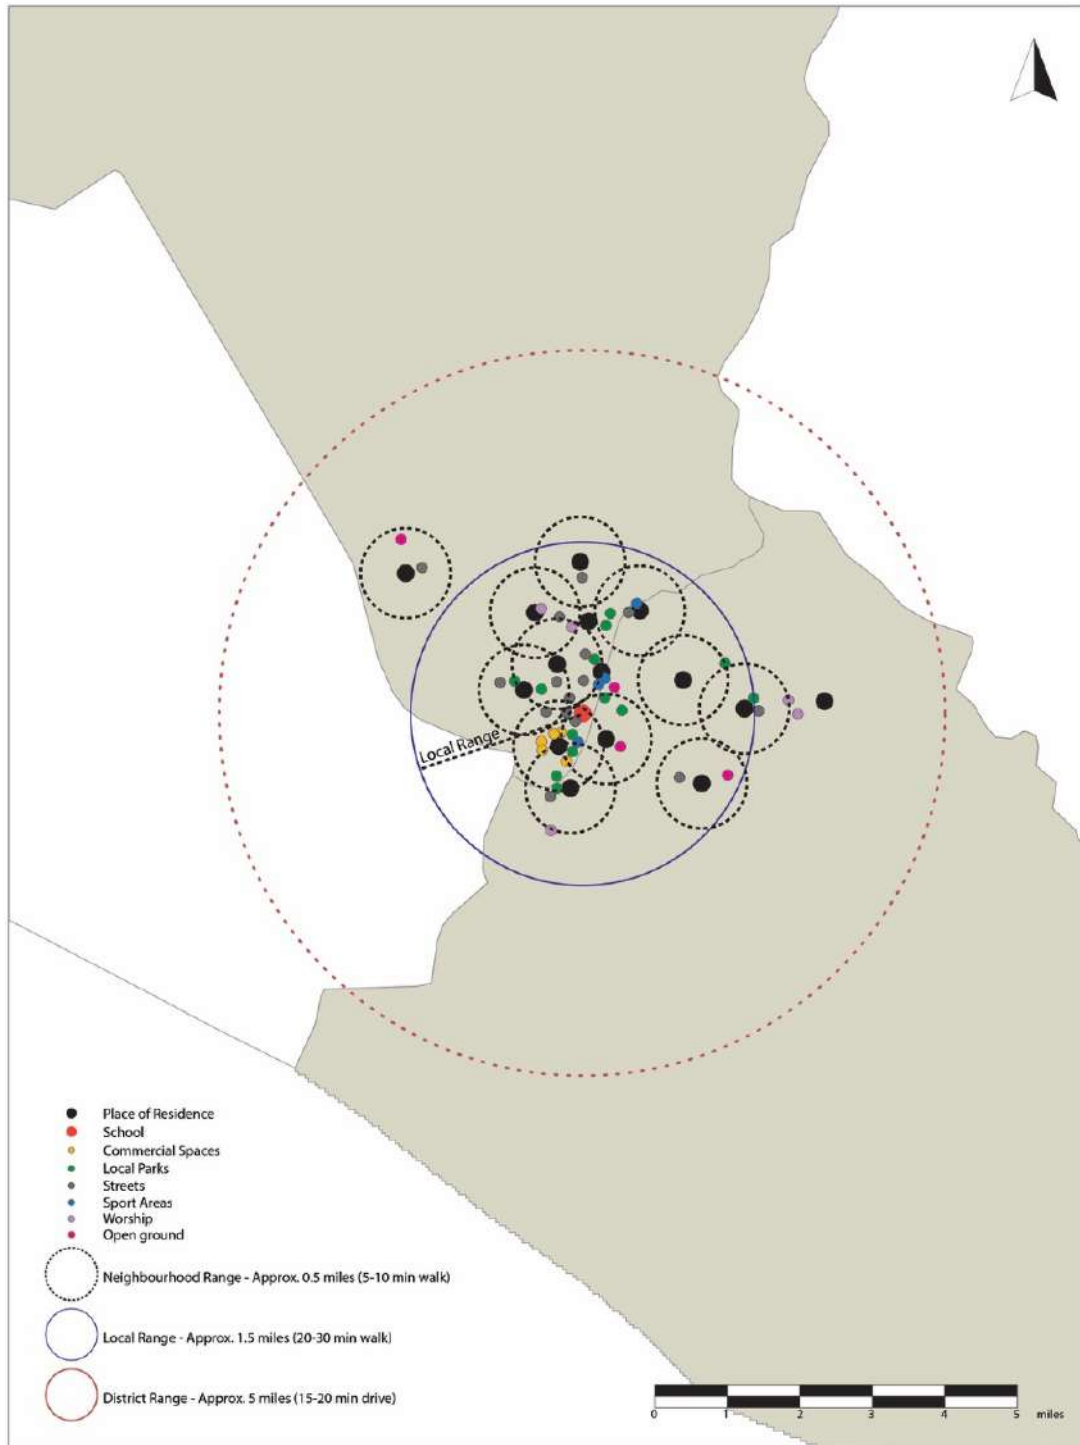 Local Range
Place of Residence
School
Commercial Spaces
Local Parks
Streets
Sport Areas
Worship
Open ground
Neighbourhood Range - Approx. 0.5 miles (5-10 min walk)
Local Range - Approx. 1.5 miles (20-30 min walk)
District Range - Approx. 5 miles (15-20 min drive)
0 1 2 3 4 5 miles